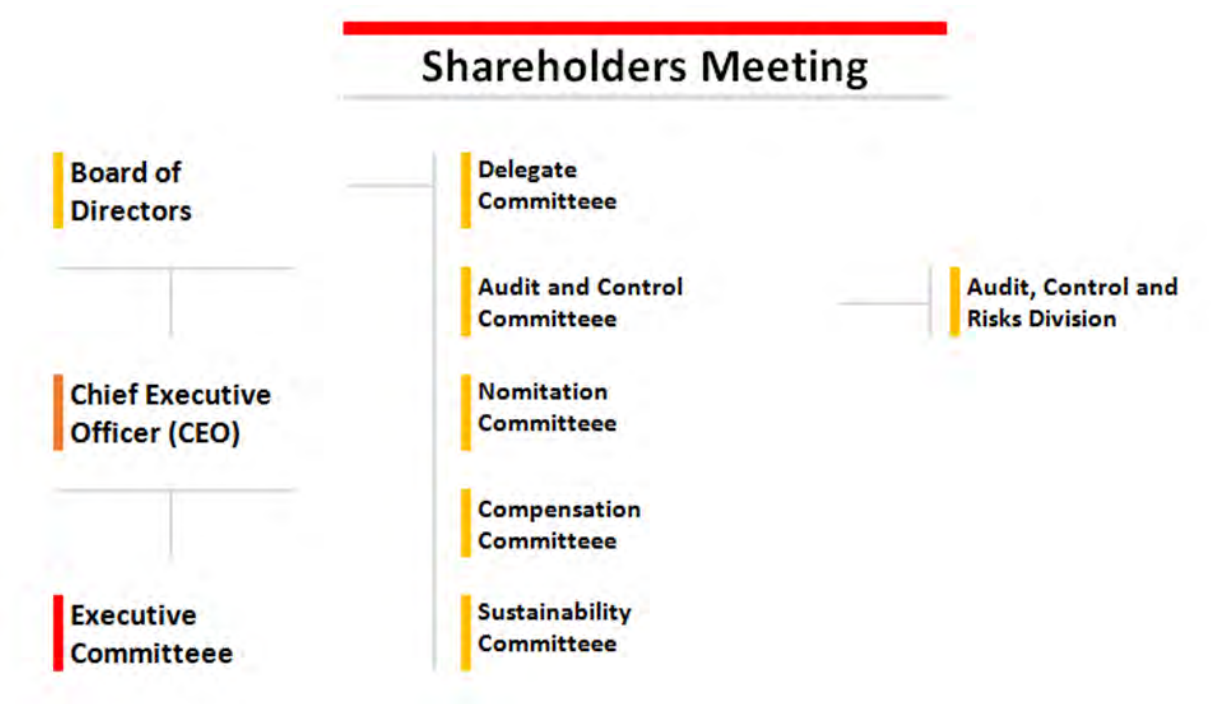 Shareholders Meeting
Board of
Directors
Delegate
Committeee
Audit and Control
Committeee
Audit, Control and
Risks Division
Chief Executive
Officer (CEO)
Nomitation
Committeee
Compensation
Committeee
Executive
Committeee
Sustainability
Committeee